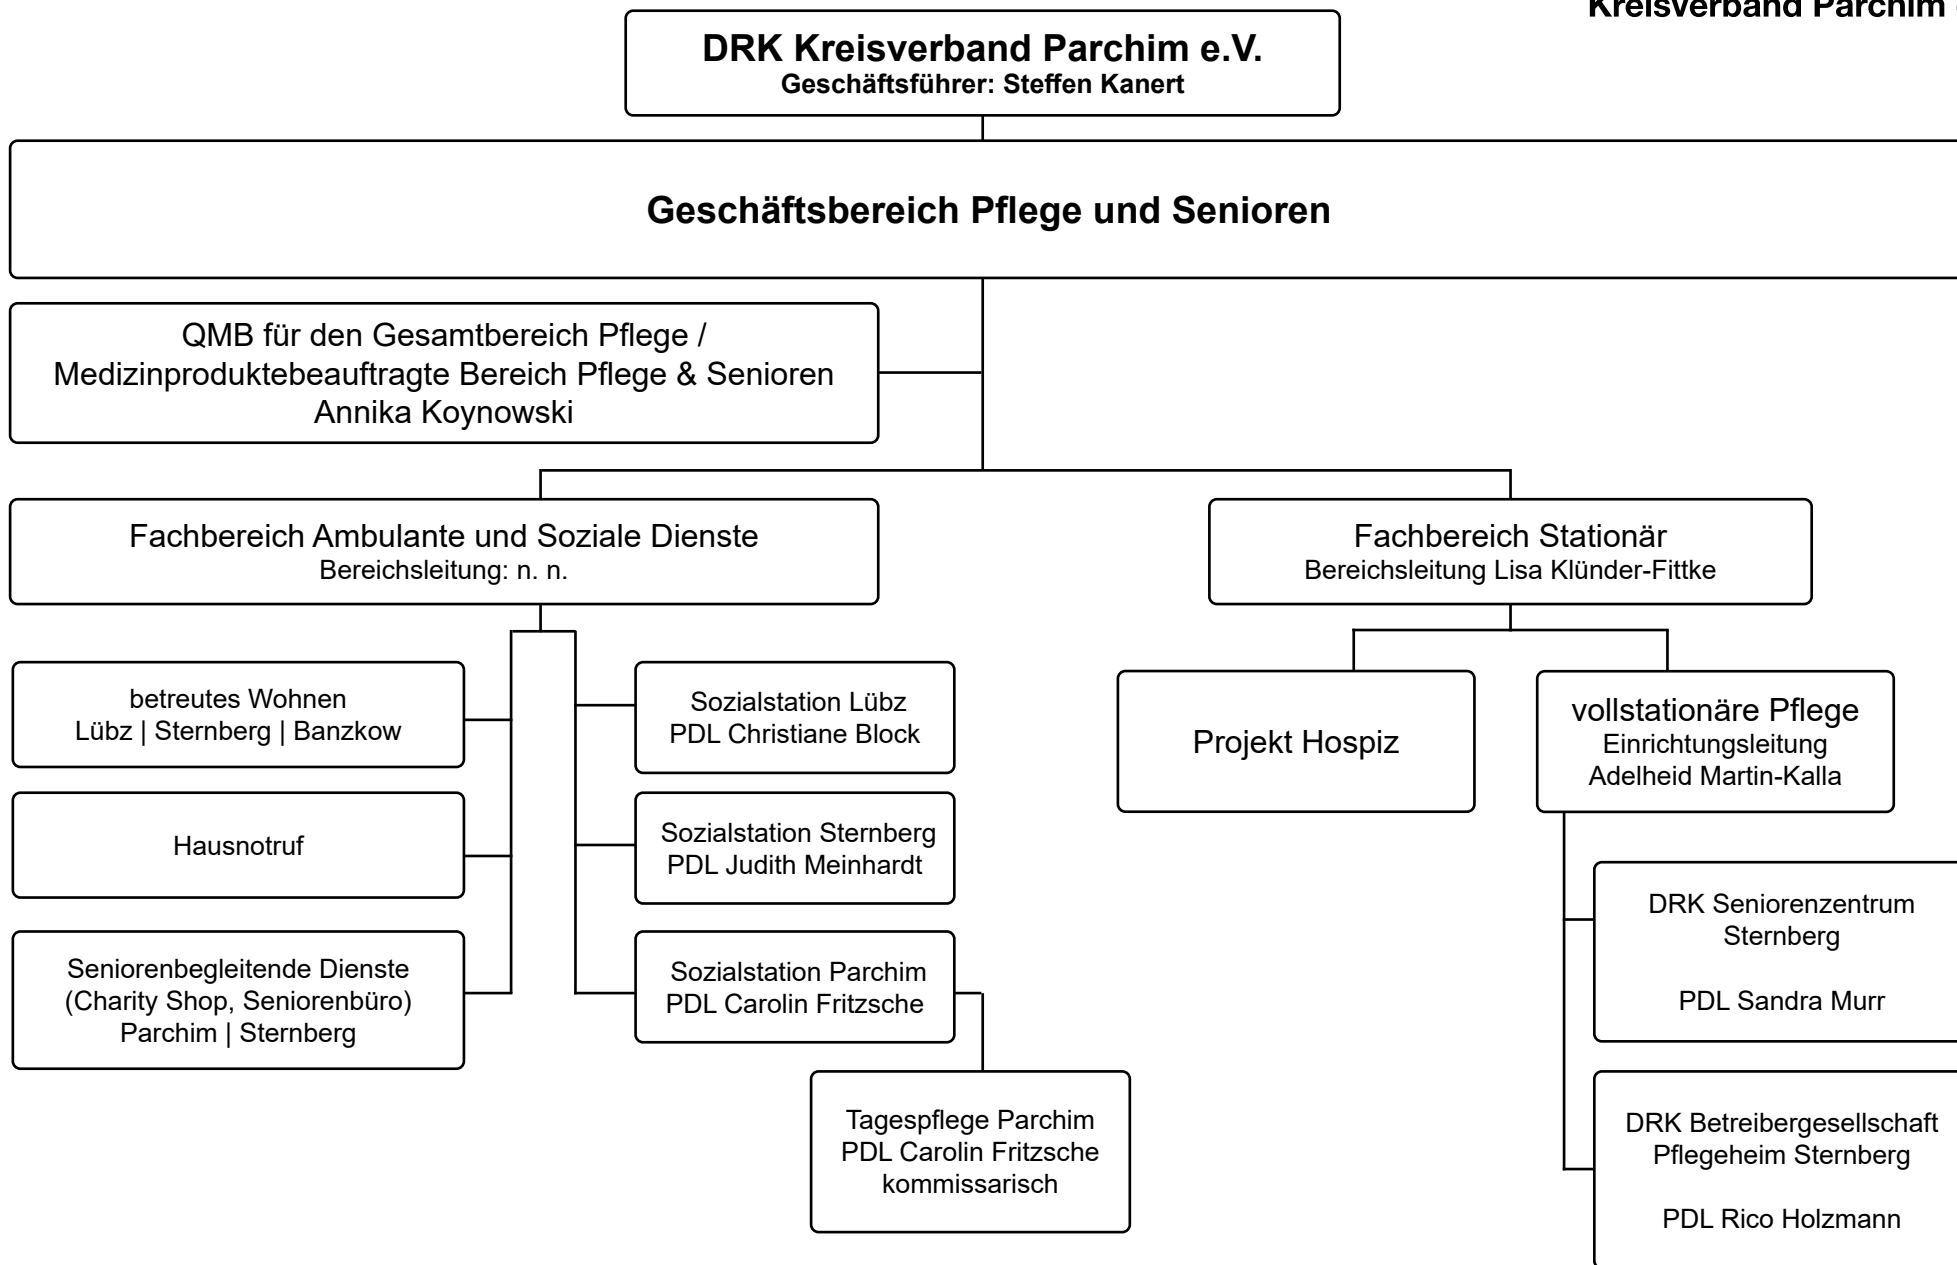 Kreisverband Parchim
DRK Kreisverband Parchim e.V.
Geschäftsführer: Steffen Kanert
Geschäftsbereich Pflege und Senioren
QMB für den Gesamtbereich Pflege /
Medizinproduktebeauftragte Bereich Pflege & Senioren
Annika Koynowski
Fachbereich Ambulante und Soziale Dienste
Bereichsleitung: n. n.
Fachbereich Stationär
Bereichsleitung Lisa Klünder-Fittke
betreutes Wohnen
Lübz | Sternberg | Banzkow
Hausnotruf
Seniorenbegleitende Dienste
(Charity Shop, Seniorenbüro)
Parchim | Sternberg
Sozialstation Lübz
PDL Christiane Block
Sozialstation Sternberg
PDL Judith Meinhardt
Sozialstation Parchim
PDL Carolin Fritzsche
Tagespflege Parchim
PDL Carolin Fritzsche
kommissarisch
Projekt Hospiz
vollstationäre Pflege
Einrichtungsleitung
Adelheid Martin-Kalla
DRK Seniorenzentrum
Sternberg
PDL Sandra Murr
DRK Betreibergesellschaft
Pflegeheim Sternberg
PDL Rico Holzmann